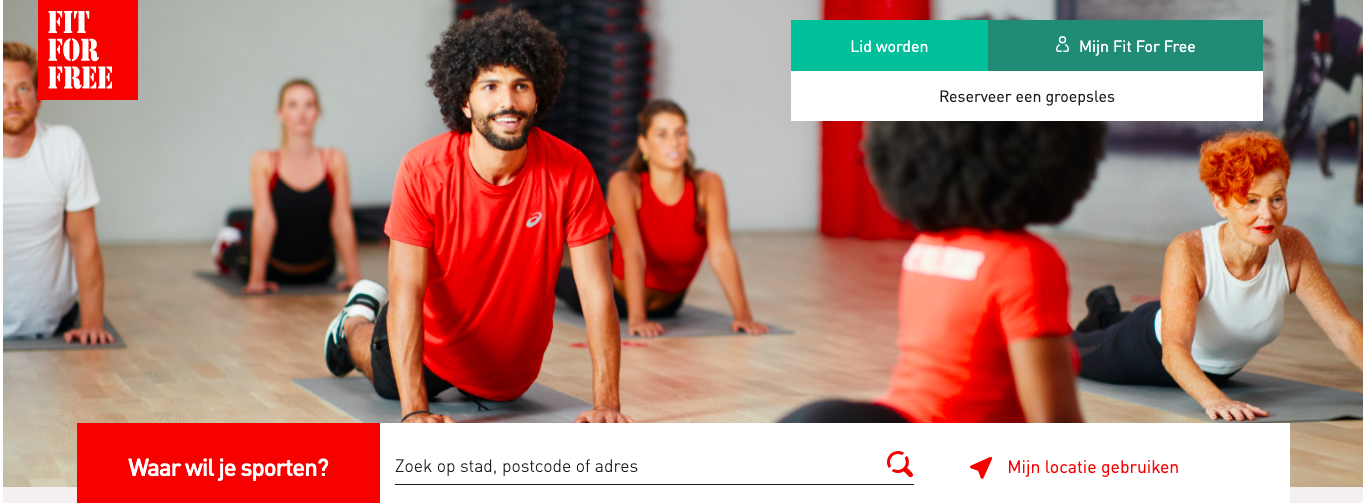 FIT
FOR
FREE
Lid worden
Mijn Fit For Free
Reserveer een groepsles
Waar wil je sporten?
Zoek op stad, postcode of adres
Mijn locatie gebruiken